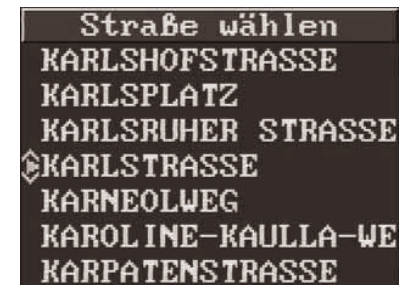 Straße wählen
KARLSHOFSTRASSE
KARLSPLATZ
KARLSRUHER STRASSE
KARLSTRASSE
KARNEOLWEG
KAROLINE-KAULLA-WE
KARPATENSTRASSE